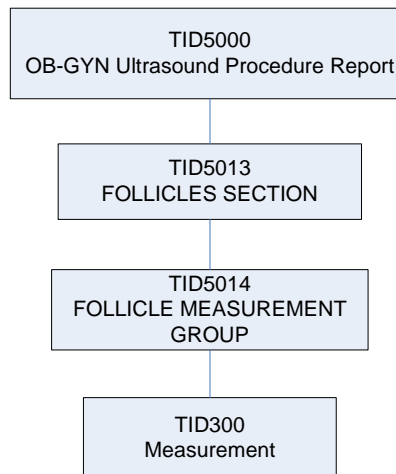 TID5000
OB-GYN Ultrasound Procedure Report
TID5013
FOLLICLES SECTION
TID5014
FOLLICLE MEASUREMENT
GROUP
TID300
Measurement